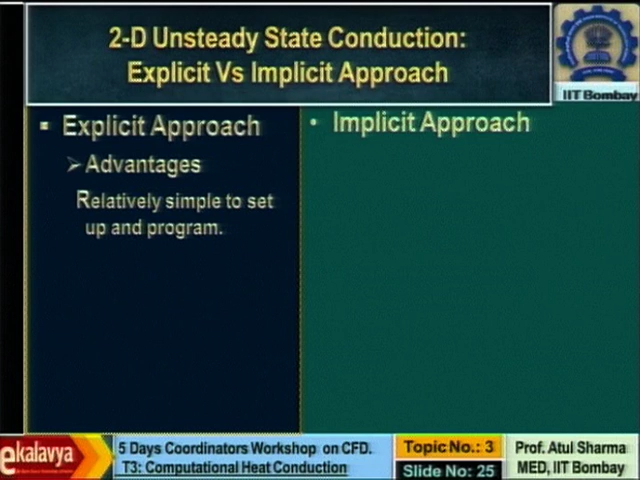 2-D Unsteady State Conduction:
Explicit Vs Implicit Approach
IIT Bombay
Explicit Approach
Advantages
Relatively simple to set
up and program.
Implicit Approach
ekalavya
5 Days Coordinators Workshop on CFD.
T3: Computational Heat Conduction
Topic No.: 3
Slide No: 25
Prof. Atul Sharma
MED, IIT Bombay